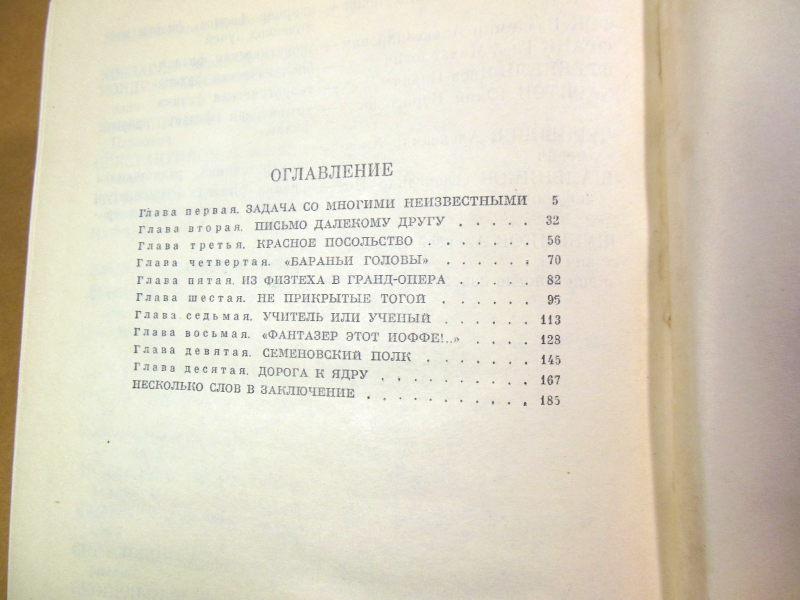 ОГЛАВЛЕНИЕ
Глава первая. ЗАДАЧА СО МНОГИМИ НЕИЗВЕСТНЫМИ 5
Глава вторая. ПИСЬМО ДАЛЕКОМУ ДРУГУ . . . . . 32
Глава третья. КРАСНОЕ ПОСОЛЬСТВО . . . . . . . 56
Глава четвертая. «БАРАНЬИ ГОЛОВЫ» . . . . . . 70
Глава пятая. ИЗ ФИЗТЕХА В ГРАНД-ОПЕРА . . . . . 82
Глава шестая. НЕ ПРИКРЫТЫЕ ТОГОЙ . . . . . . 95
Глава седьмая. УЧИТЕЛЬ ИЛИ УЧЕНЫЙ . . . . . . 113
Глава восьмая. «ФАНТАЗЕР ЭТОТ ИОФФЕ!..» . . . . 128
Глава девятая. СЕМЕНОВСКИЙ ПОЛК . . . . . . . 145
Глава десятая. ДОРОГА К ЯДРУ . . . . . . . . . 167
НЕСКОЛЬКО СЛОВ В ЗАКЛЮЧЕНИЕ . . . . . . . . . . 185